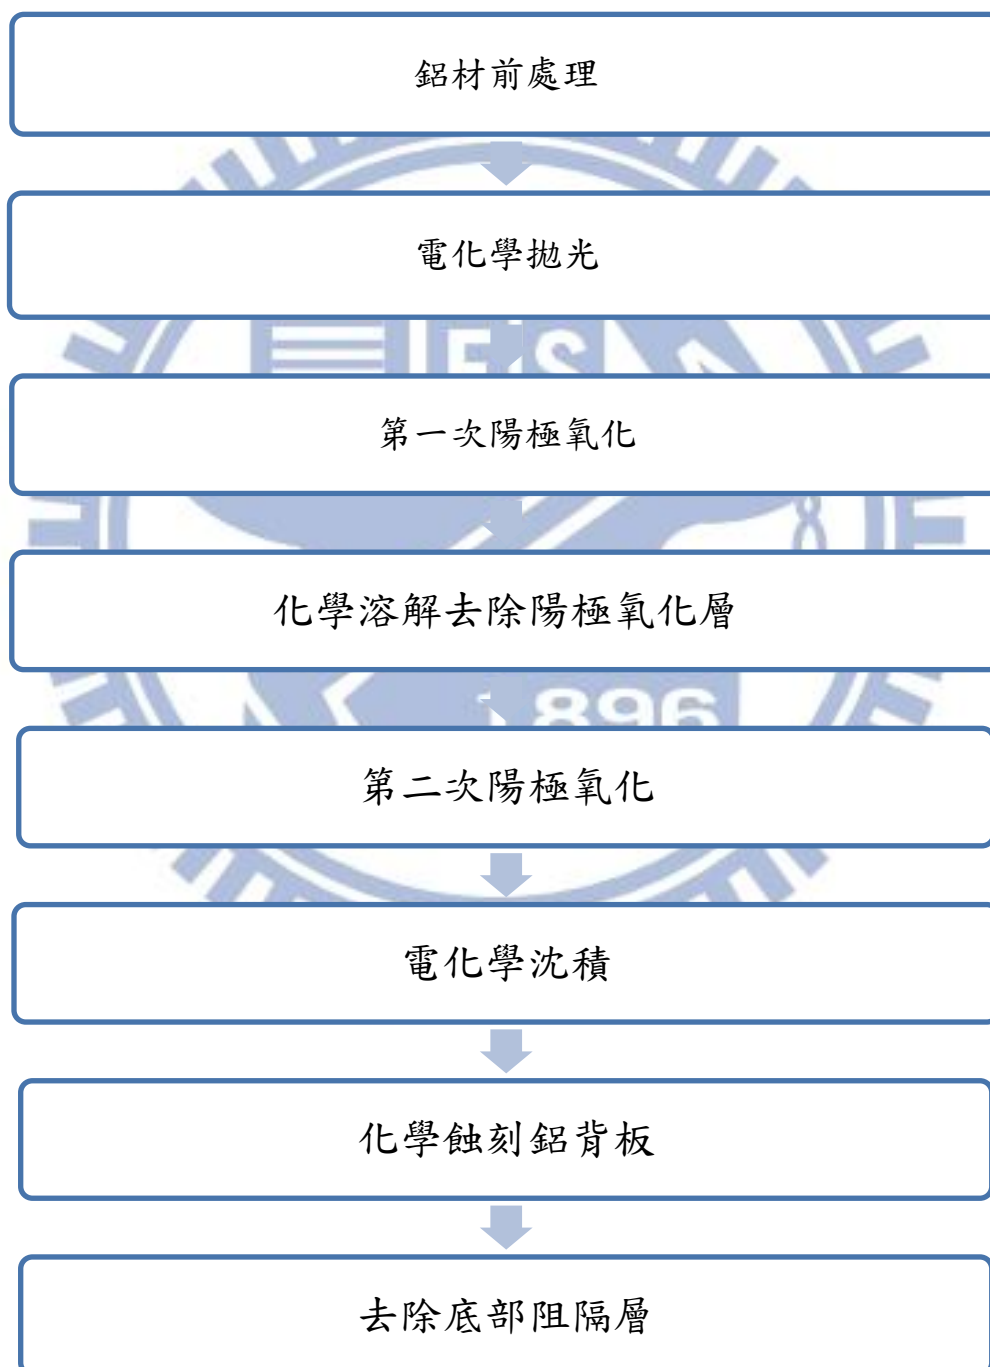 鋁材前處理
電化學拋光
ESA
第一次陽極氧化
化學溶解去除陽極氧化層
1896
第二次陽極氧化
電化學沈積
化學蝕刻鋁背板
去除底部阻隔層